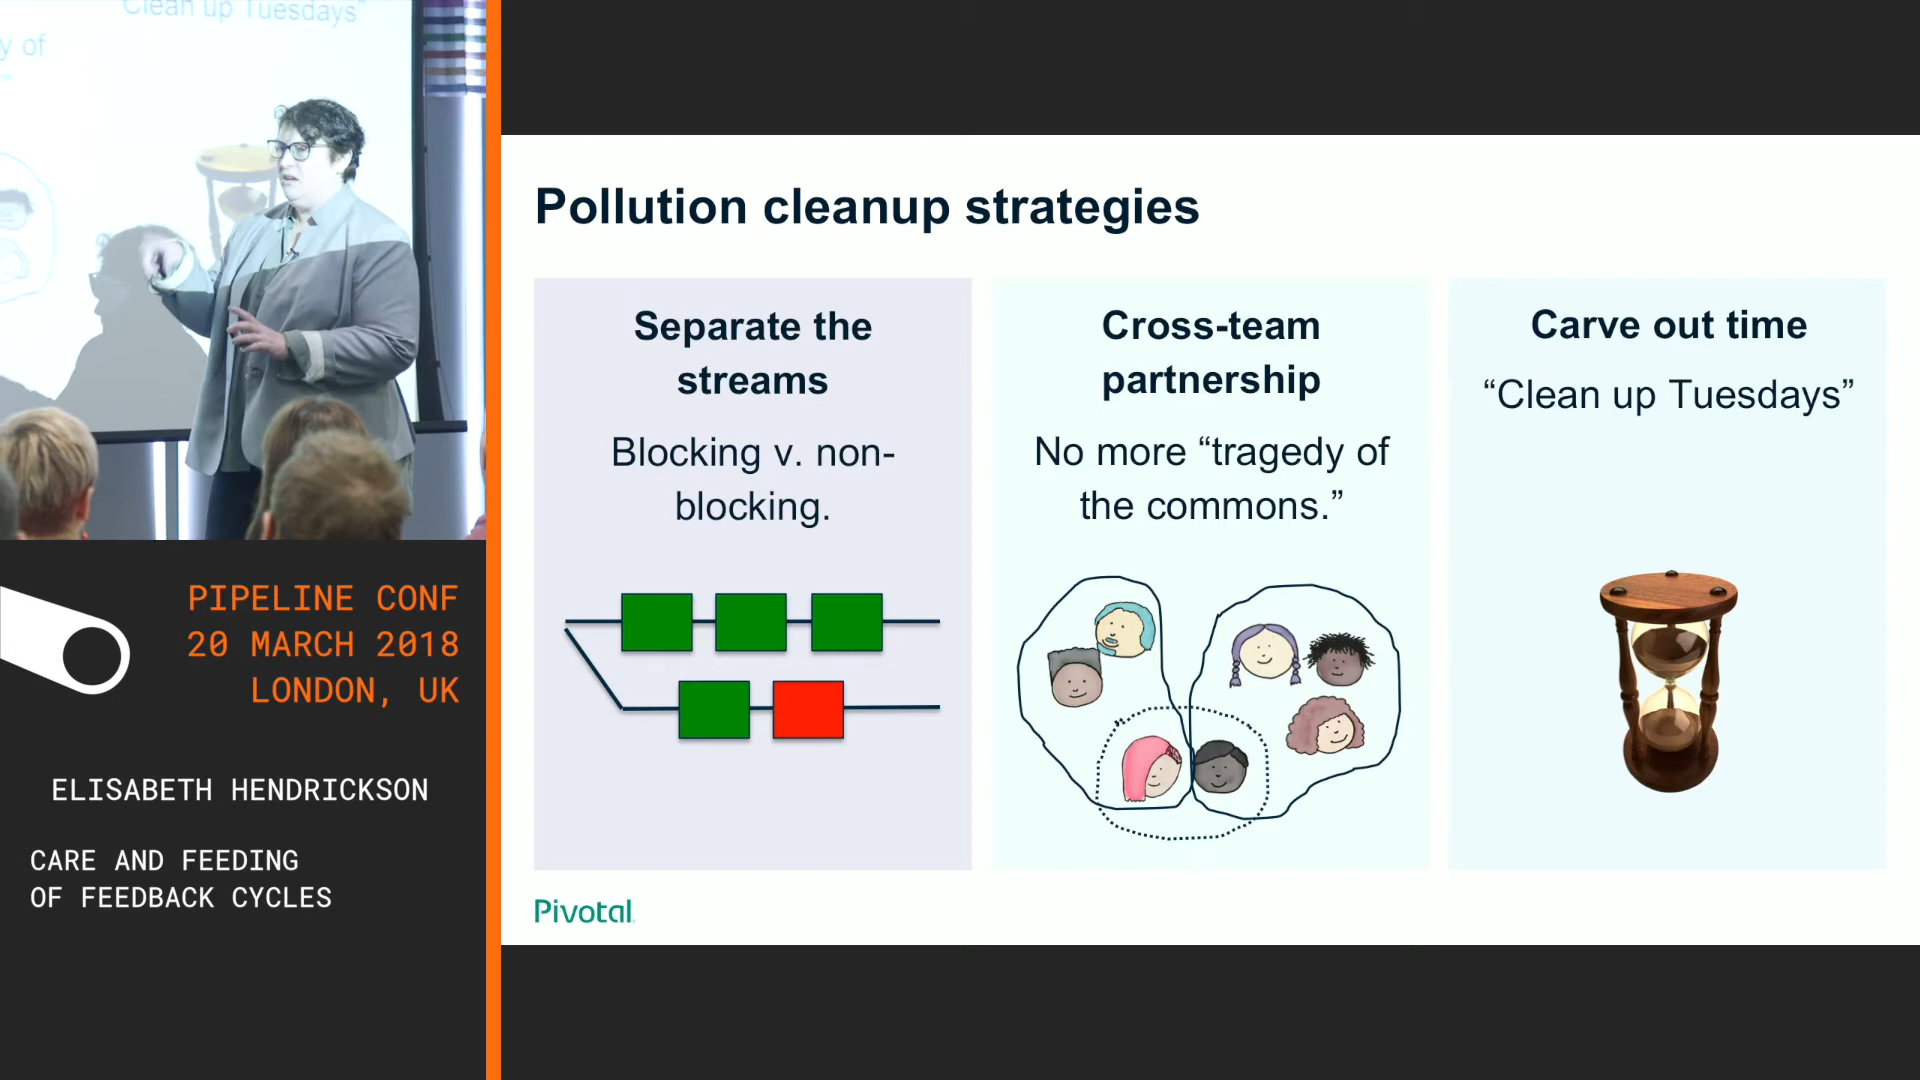 Clean up Tuesdays”
y of
PIPELINE CONF
20 MARCH 2018
LONDON, UK
ELISABETH HENDRICKSON
CARE AND FEEDING
OF FEEDBACK CYCLES
Pollution cleanup strategies
Separate the
streams
Blocking v. non-
blocking.
Cross-team
partnership
No more “tragedy of
the commons.”
Carve out time
“Clean up Tuesdays”
Pivotal